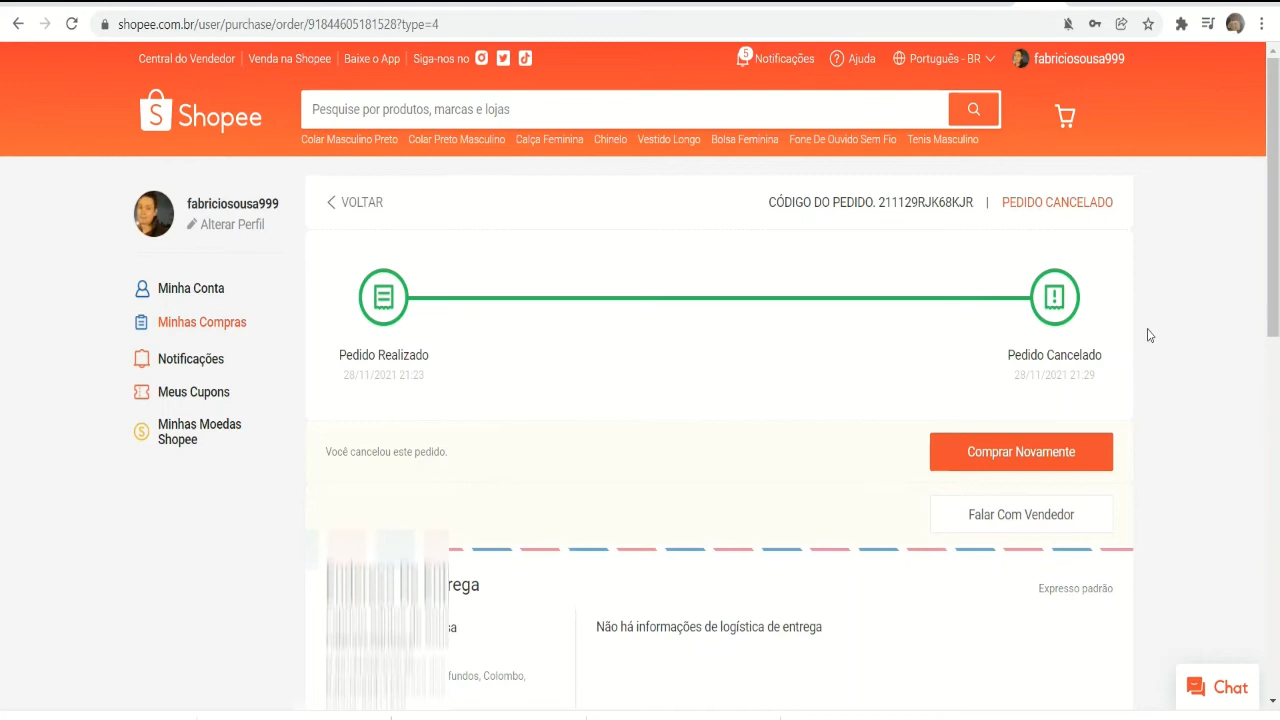 shopee.com.br/user/purchase/order/91844605181528?type=4
Central do Vendedor Venda na Shopee Baixe o App Siga-nos no 5 Notificações Ajuda Português - BR fabriciosousa999
Shopee Pesquise por produtos, marcas e lojas
Colar Masculino Preto Colar Preto Masculino Calça Feminina Chinelo Vestido Longo Bolsa Feminina Fone De Ouvido Sem Fio Tenis Masculino
fabriciosousa999
Alterar Perfil
Minha Conta
Minhas Compras
Notificações
Meus Cupons
Minhas Moedas
Shopee
VOLTAR CÓDIGO DO PEDIDO. 211129RJK68KJR | PEDIDO CANCELADO
Pedido Realizado Pedido Cancelado
28/11/2021 21:23 28/11/2021 21:29
Você cancelou este pedido. Comprar Novamente
Falar Com Vendedor
rega Expresso padrão
sa Não há informações de logística de entrega
fundos, Colombo,
Chat